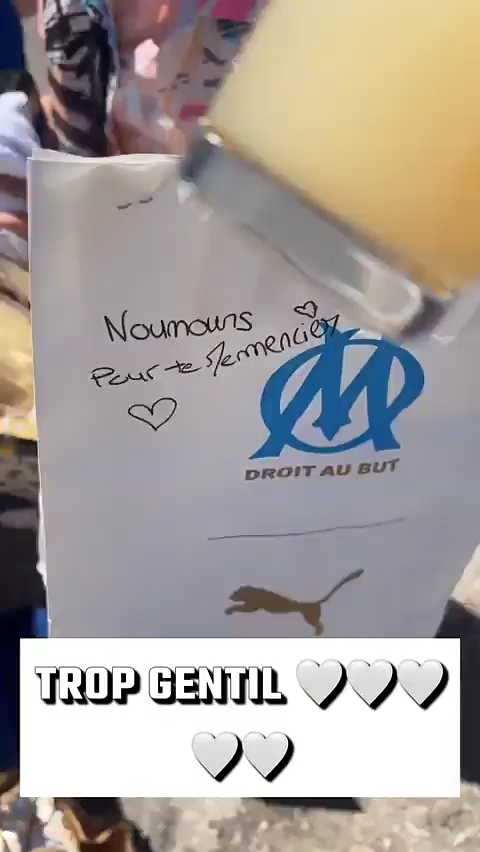 Nounours
Pour te remercier
M
DROIT AU BUT
TROP GENTIL 🤍🤍🤍
🤍🤍